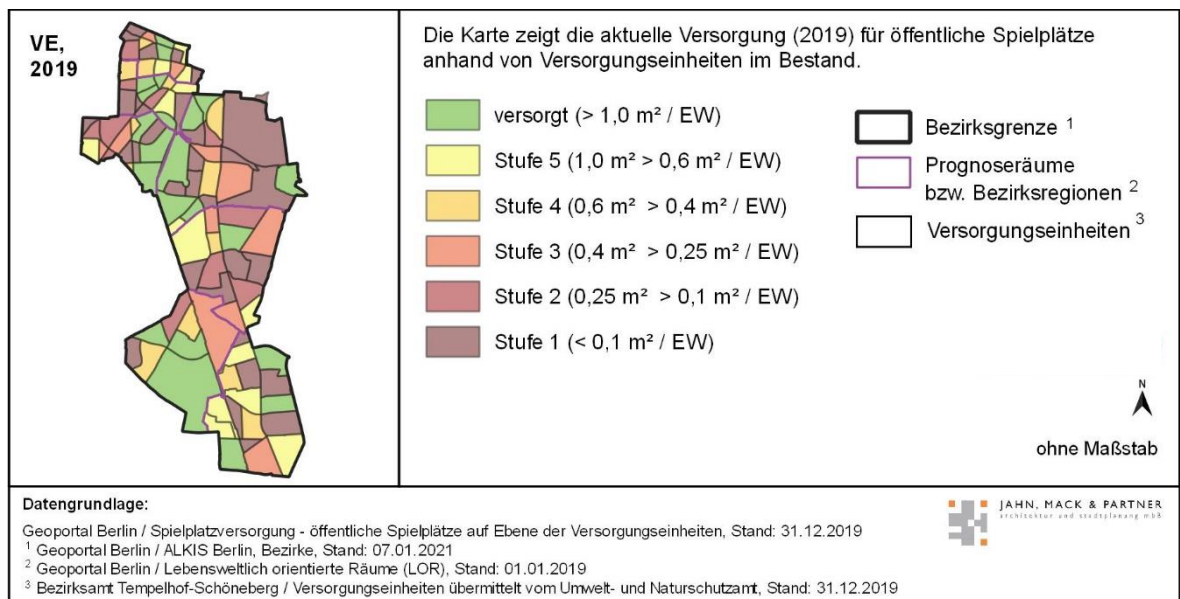 VE,
2019
Die Karte zeigt die aktuelle Versorgung (2019) für öffentliche Spielplätze
anhand von Versorgungseinheiten im Bestand.
versorgt (> 1,0 m² / EW)
Stufe 5 (1,0 m² > 0,6 m² / EW)
Stufe 4 (0,6 m² > 0,4 m² / EW)
Stufe 3 (0,4 m² > 0,25 m² / EW)
Stufe 2 (0,25 m² > 0,1 m² / EW)
Stufe 1 (< 0,1 m² / EW)
Bezirksgrenze ¹
Prognoseräume
bzw. Bezirksregionen ²
Versorgungseinheiten ³
N
ohne Maßstab
Datengrundlage:
Geoportal Berlin / Spielplatzversorgung - öffentliche Spielplätze auf Ebene der Versorgungseinheiten, Stand: 31.12.2019
¹ Geoportal Berlin / ALKIS Berlin, Bezirke, Stand: 07.01.2021
² Geoportal Berlin / Lebensweltlich orientierte Räume (LOR), Stand: 01.01.2019
³ Bezirksamt Tempelhof-Schöneberg / Versorgungseinheiten übermittelt vom Umwelt- und Naturschutzamt, Stand: 31.12.2019
JAHN, MACK & PARTNER
architektur und stadtplanung mbB